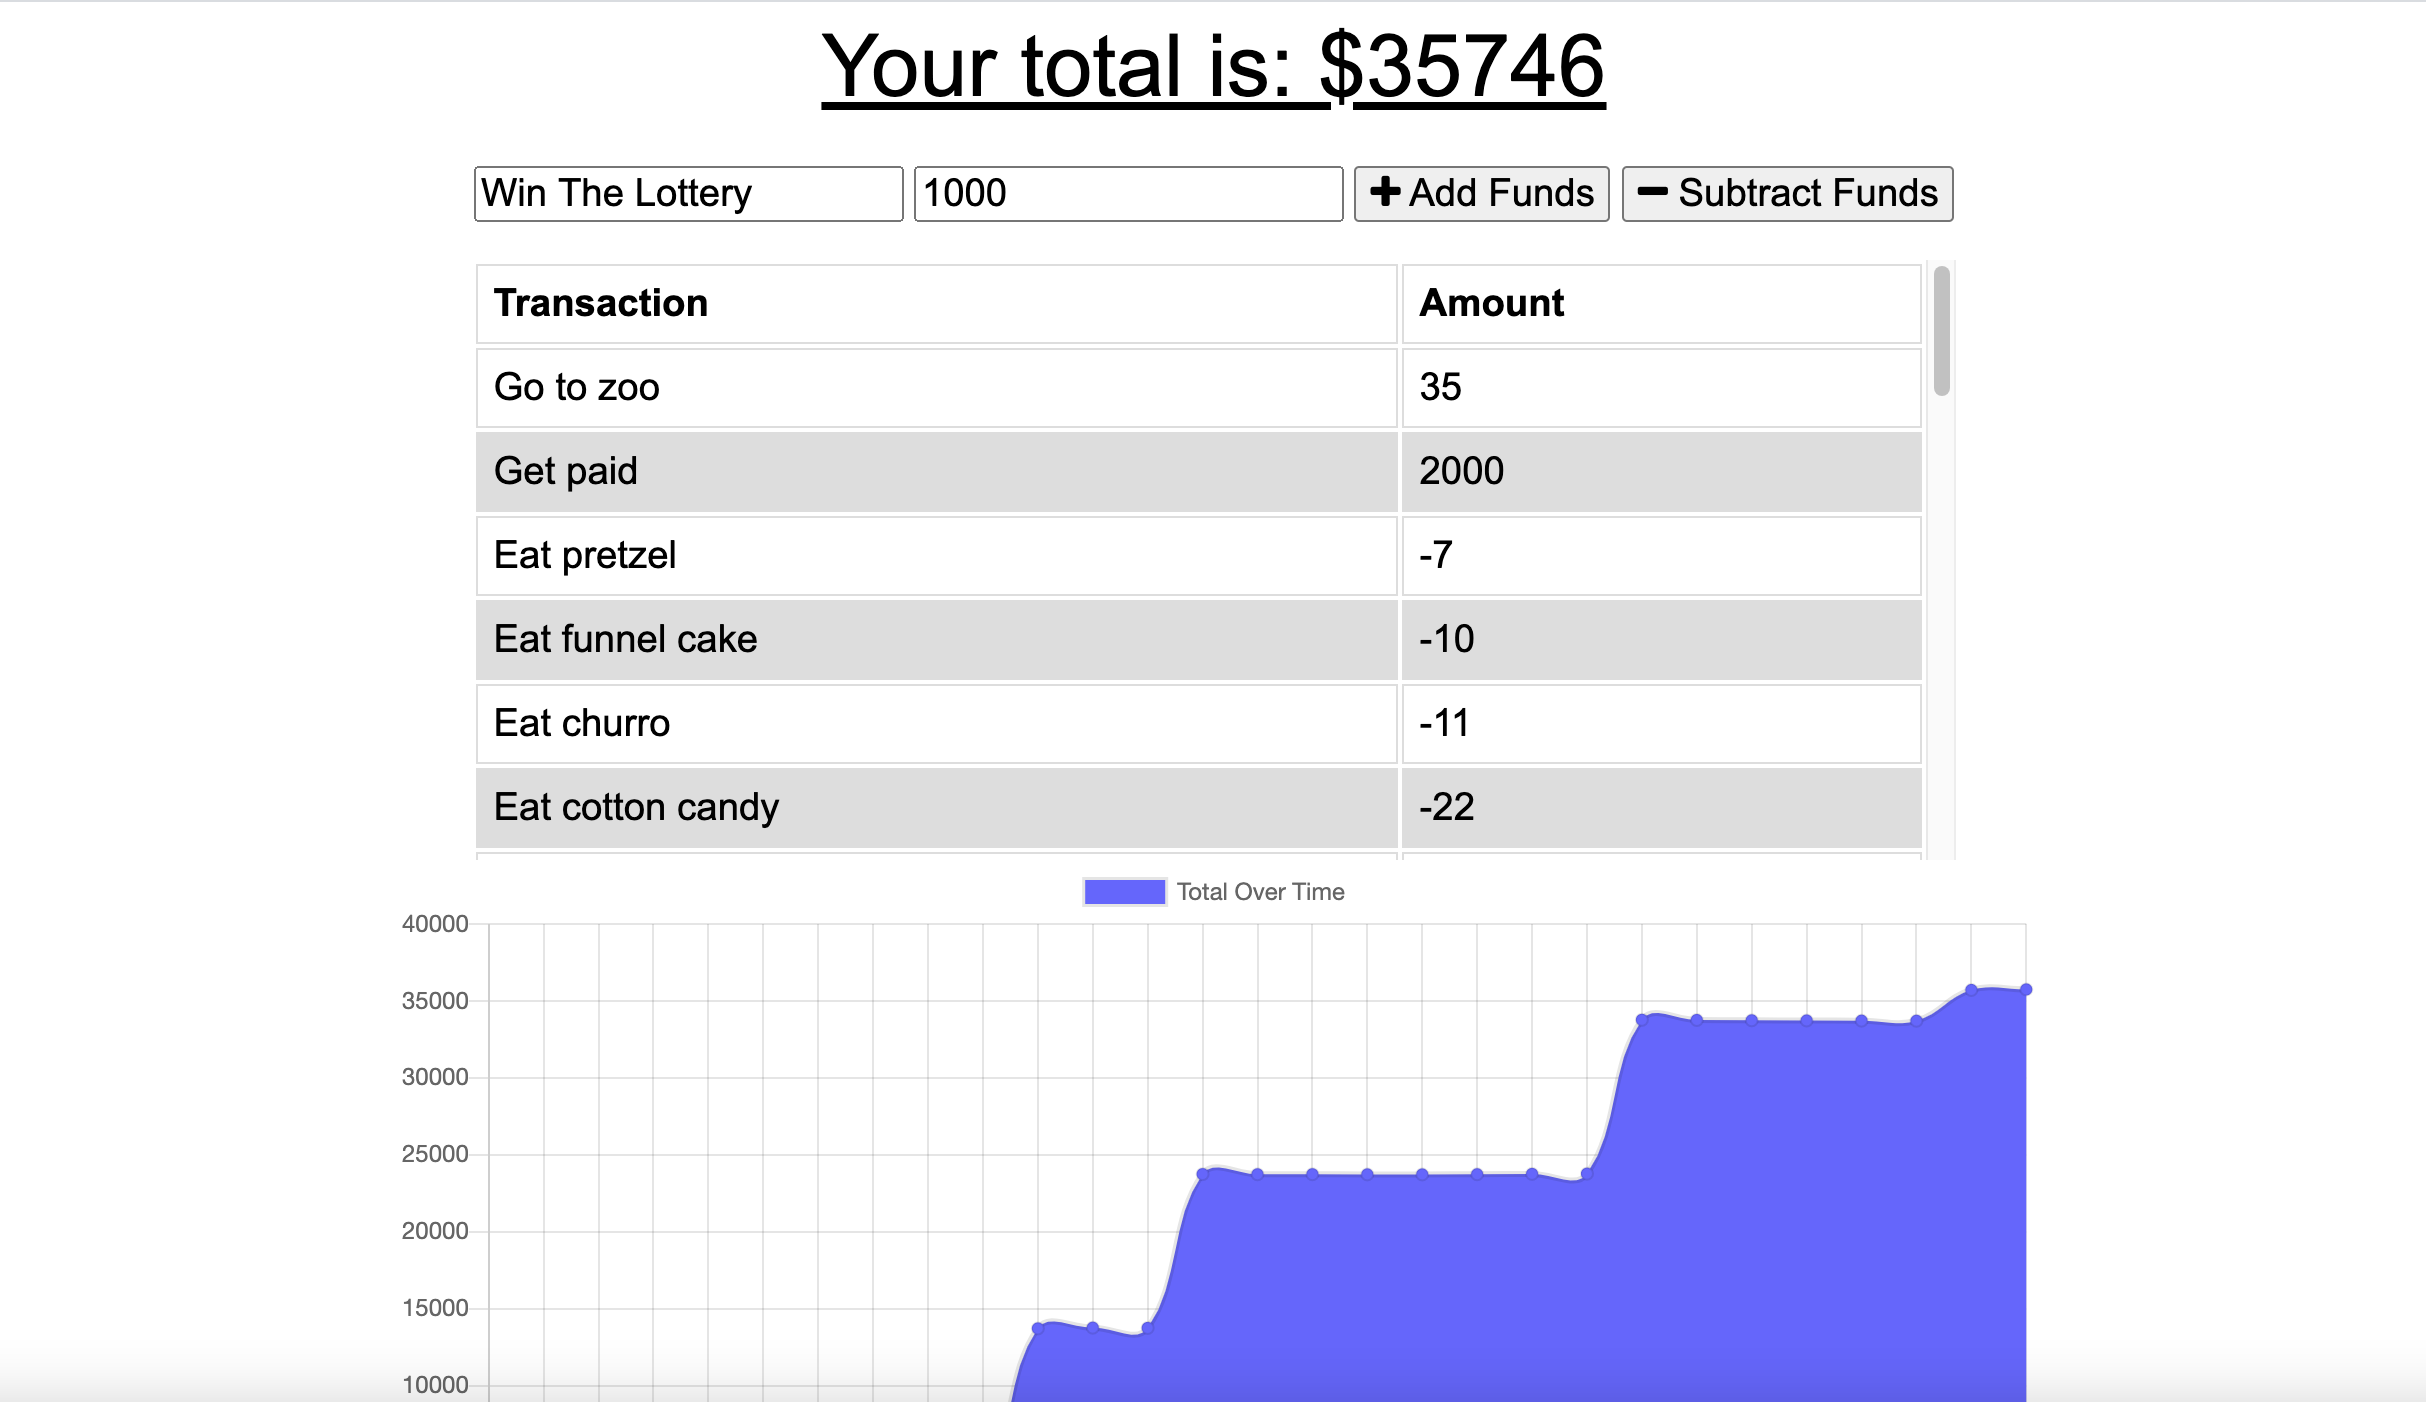 Your total is: $35746
Win The Lottery 1000 Add Funds Subtract Funds
Transaction Amount
Go to zoo 35
Get paid 2000
Eat pretzel -7
Eat funnel cake -10
Eat churro -11
Eat cotton candy -22
Total Over Time
40000
35000
30000
25000
20000
15000
10000